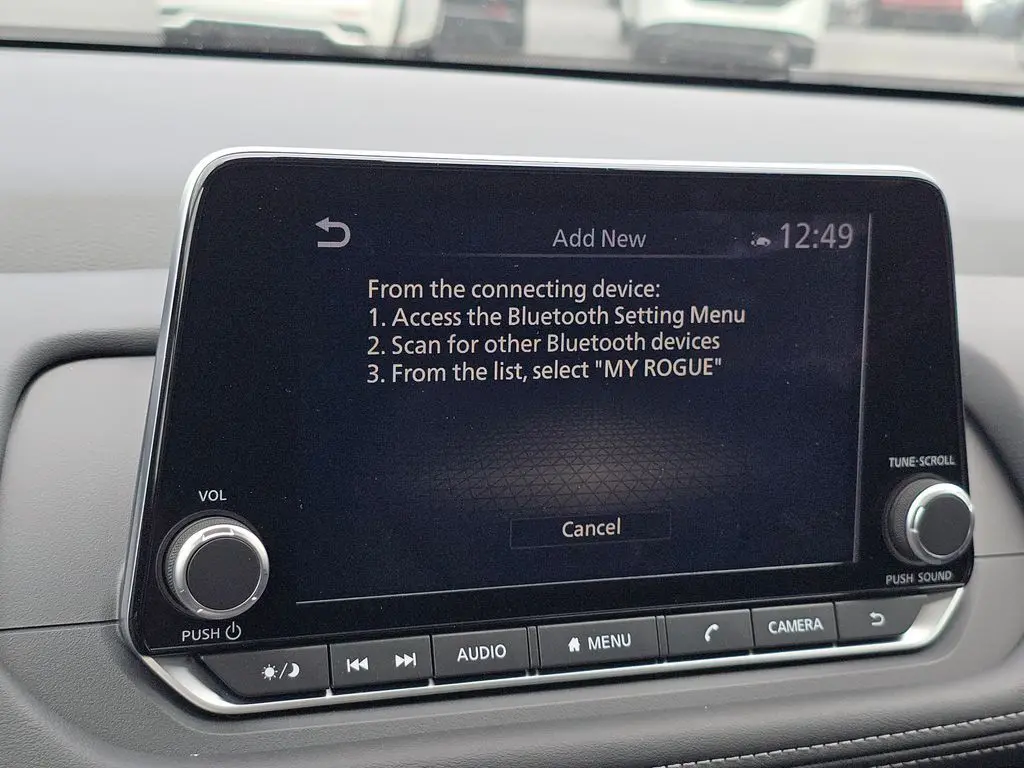 Add New
12:49
From the connecting device:
1. Access the Bluetooth Setting Menu
2. Scan for other Bluetooth devices
3. From the list, select "MY ROGUE"
Cancel
VOL
PUSH
TUNE·SCROLL
PUSH SOUND
AUDIO
MENU
CAMERA